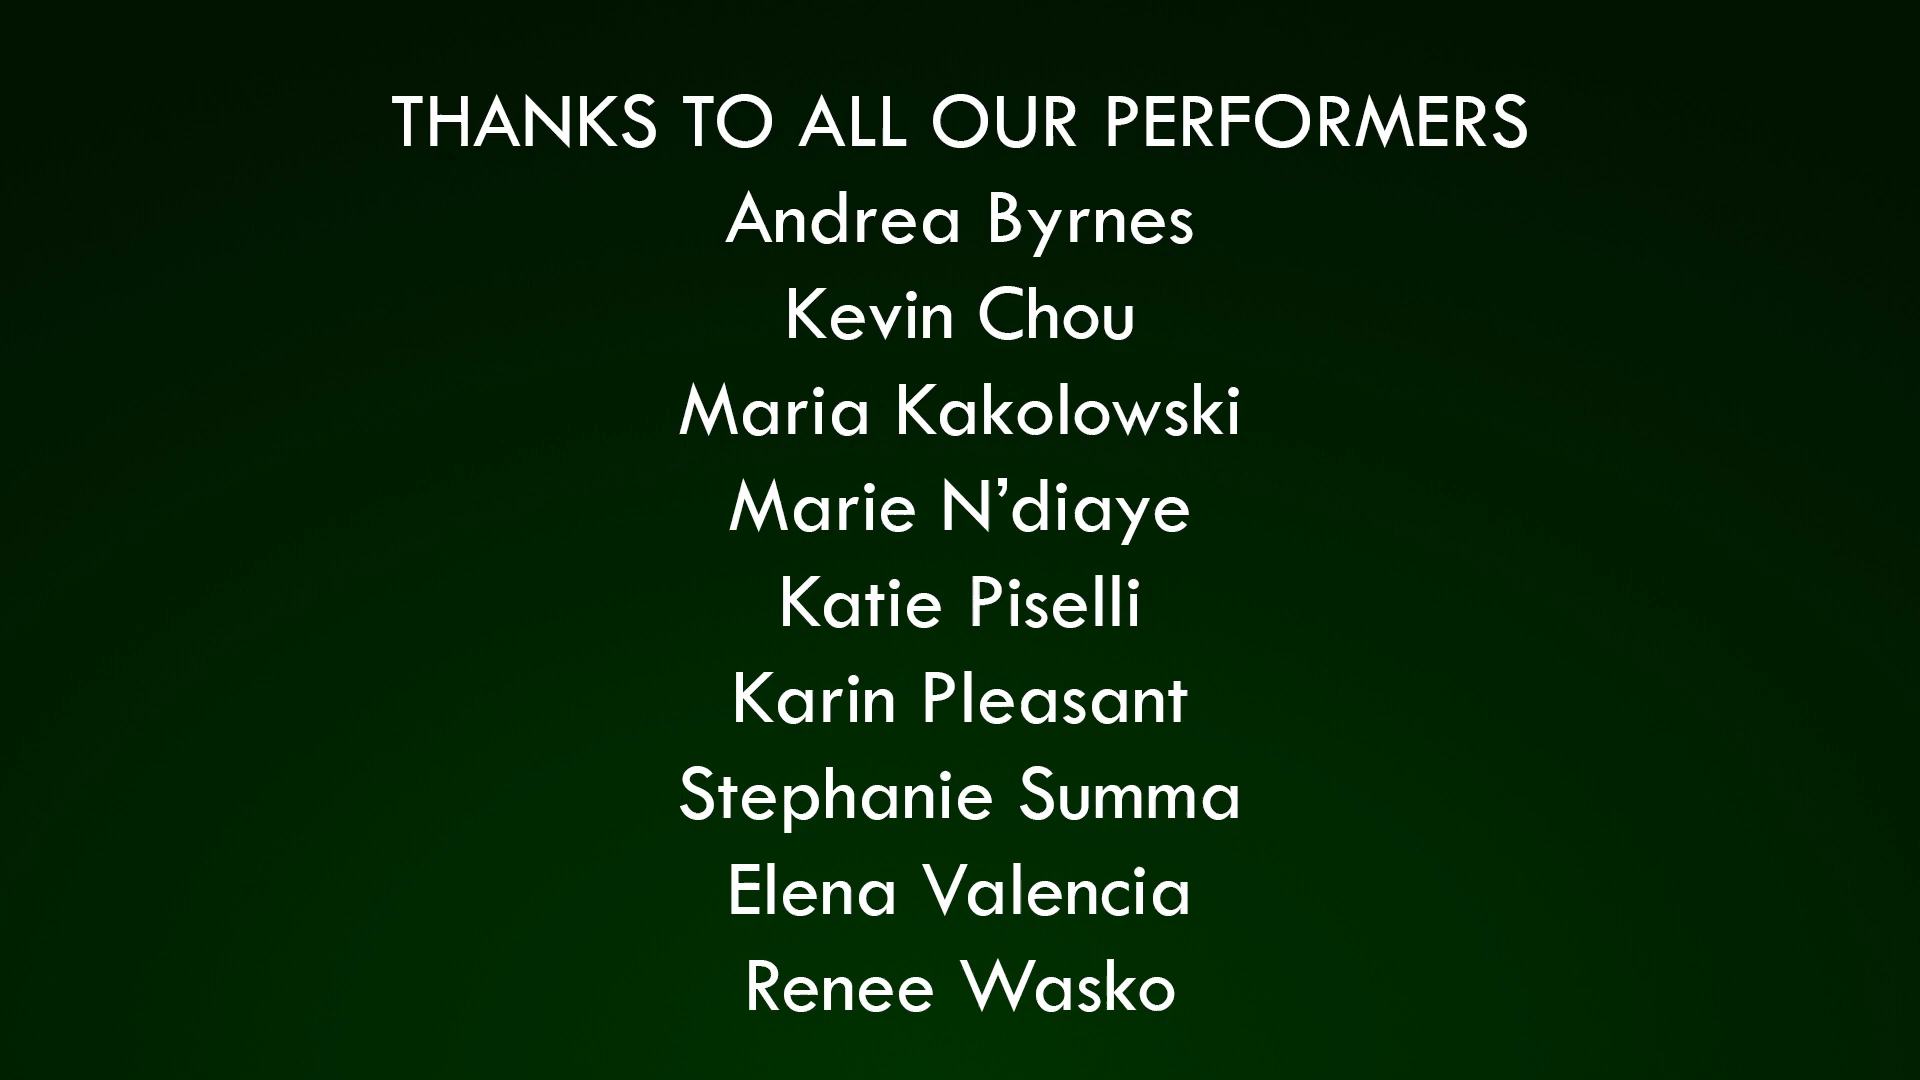 THANKS TO ALL OUR PERFORMERS
Andrea Byrnes
Kevin Chou
Maria Kakolowski
Marie N’diaye
Katie Piselli
Karin Pleasant
Stephanie Summa
Elena Valencia
Renee Wasko